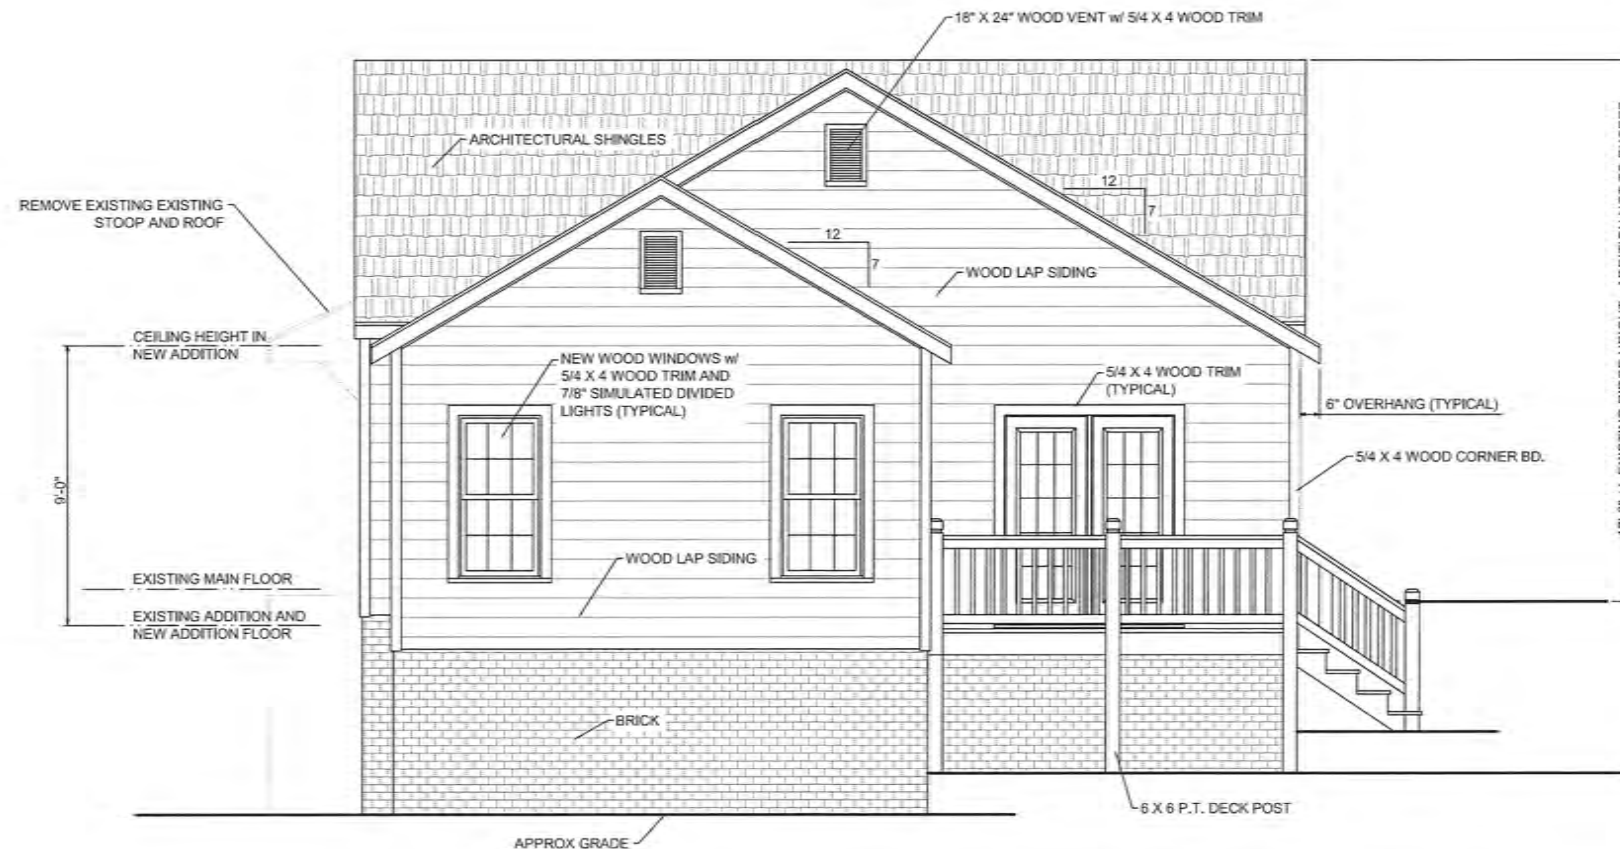 18" X 24" WOOD VENT w/ 5/4 X 4 WOOD TRIM
ARCHITECTURAL SHINGLES
12
7
REMOVE EXISTING EXISTING
STOOP AND ROOF
12
7
WOOD LAP SIDING
CEILING HEIGHT IN
NEW ADDITION
NEW WOOD WINDOWS w/
5/4 X 4 WOOD TRIM AND
7/8" SIMULATED DIVIDED
LIGHTS (TYPICAL)
5/4 X 4 WOOD TRIM
(TYPICAL)
6" OVERHANG (TYPICAL)
5/4 X 4 WOOD CORNER BD.
9'-0"
WOOD LAP SIDING
EXISTING MAIN FLOOR
EXISTING ADDITION AND
NEW ADDITION FLOOR
BRICK
6 X 6 P.T. DECK POST
APPROX GRADE